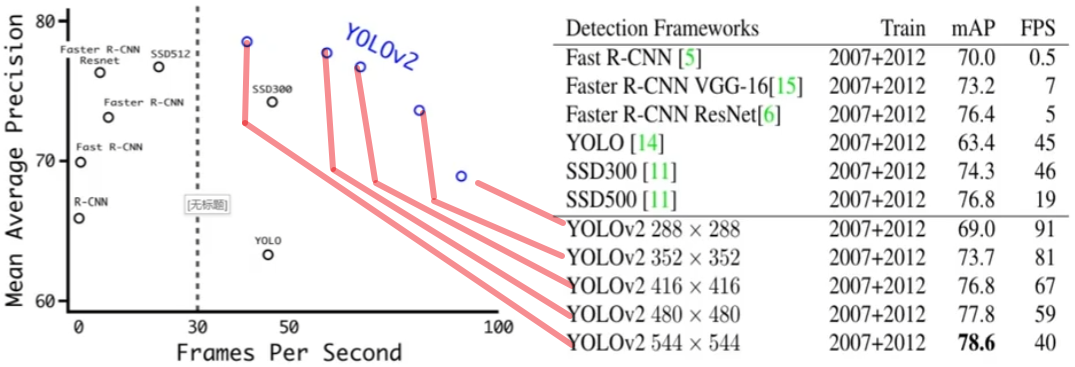 Mean Average Precision
80
70
60
Faster R-CNN
Resnet
SSD512
Faster R-CNN
Fast R-CNN
R-CNN
[无标题]
SSD300
YOLO
YOLOv2
0 30 50 100
Frames Per Second
Detection Frameworks Train mAP FPS
Fast R-CNN [5] 2007+2012 70.0 0.5
Faster R-CNN VGG-16[15] 2007+2012 73.2 7
Faster R-CNN ResNet[6] 2007+2012 76.4 5
YOLO [14] 2007+2012 63.4 45
SSD300 [11] 2007+2012 74.3 46
SSD500 [11] 2007+2012 76.8 19
YOLOv2 288 × 288 2007+2012 69.0 91
YOLOv2 352 × 352 2007+2012 73.7 81
YOLOv2 416 × 416 2007+2012 76.8 67
YOLOv2 480 × 480 2007+2012 77.8 59
YOLOv2 544 × 544 2007+2012 78.6 40